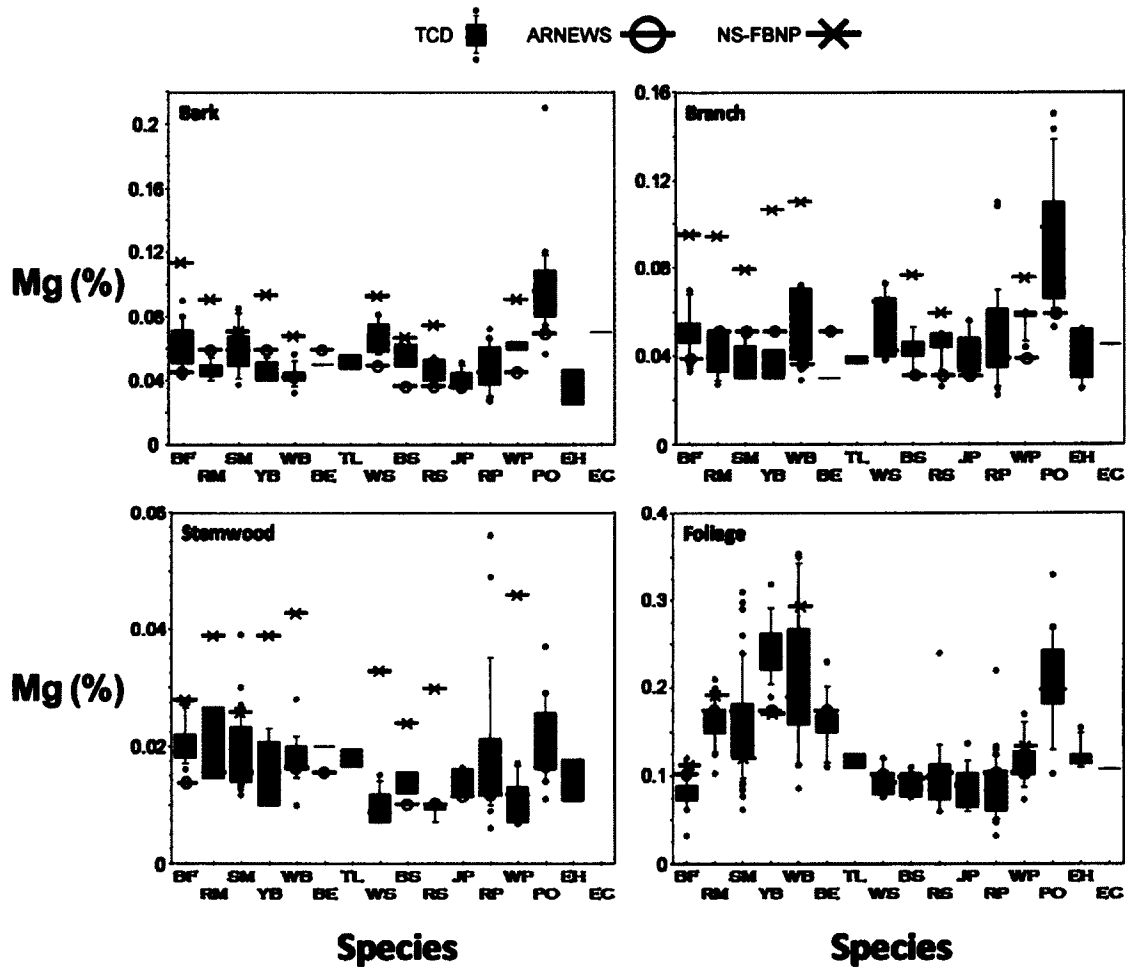 TCD ARNEWS NS-FBNP
Bark
0.2
0.16
0.12
0.08
0.04
0
Mg (%)
BF RM SM YB WB BE TL WS BS RS JP RP WP PO EH EC
Branch
0.16
0.12
0.08
0.04
0
BF RM SM YB WB BE TL WS BS RS JP RP WP PO EH EC
Stemwood
0.06
0.04
0.02
0
Mg (%)
BF RM SM YB WB BE TL WS BS RS JP RP WP PO EH EC
Species
Foliage
0.4
0.3
0.2
0.1
0
BF RM SM YB WB BE TL WS BS RS JP RP WP PO EH EC
Species